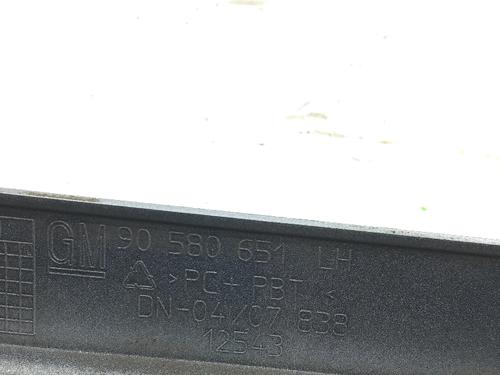 GM 90 580 651 LH
>PC+PBT<
DN-04/07 838
12543